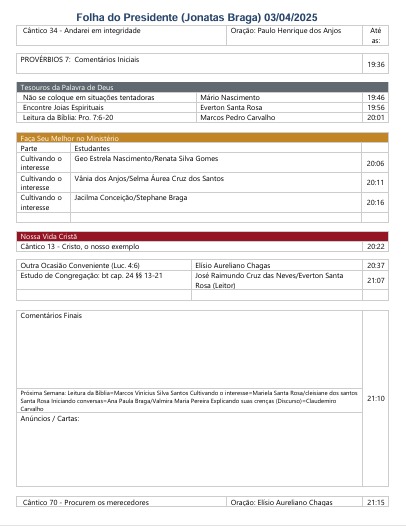 Folha do Presidente (Jonatas Braga) 03/04/2025
Cântico 34 - Andarei em integridade Oração: Paulo Henrique dos Anjos Até as:
PROVÉRBIOS 7: Comentários Iniciais 19:36
Tesouros da Palavra de Deus
Não se coloque em situações tentadoras Mário Nascimento 19:46
Encontre Joias Espirituais Everton Santa Rosa 19:56
Leitura da Bíblia: Pro. 7:6-20 Marcos Pedro Carvalho 20:01
Faça Seu Melhor no Ministério
Parte Estudantes
Cultivando o interesse Geo Estrela Nascimento/Renata Silva Gomes 20:06
Cultivando o interesse Vânia dos Anjos/Selma Áurea Cruz dos Santos 20:11
Cultivando o interesse Jacilma Conceição/Stephane Braga 20:16
Nossa Vida Cristã
Cântico 13 - Cristo, o nosso exemplo 20:22
Outra Ocasião Conveniente (Luc. 4:6) Elísio Aureliano Chagas 20:37
Estudo de Congregação: bt cap. 24 §§ 13-21 José Raimundo Cruz das Neves/Everton Santa Rosa (Leitor) 21:07
Comentários Finais
Próxima Semana: Leitura da Bíblia=Marcos Vinicius Silva Santos Cultivando o interesse=Mariela Santa Rosa/cleisiane dos santos
Santa Rosa Iniciando conversas=Ana Paula Braga/Valmira Maria Pereira Explicando suas crenças (Discurso)=Claudemiro
Carvalho
21:10
Anúncios / Cartas:
Cântico 70 - Procurem os merecedores Oração: Elísio Aureliano Chagas 21:15